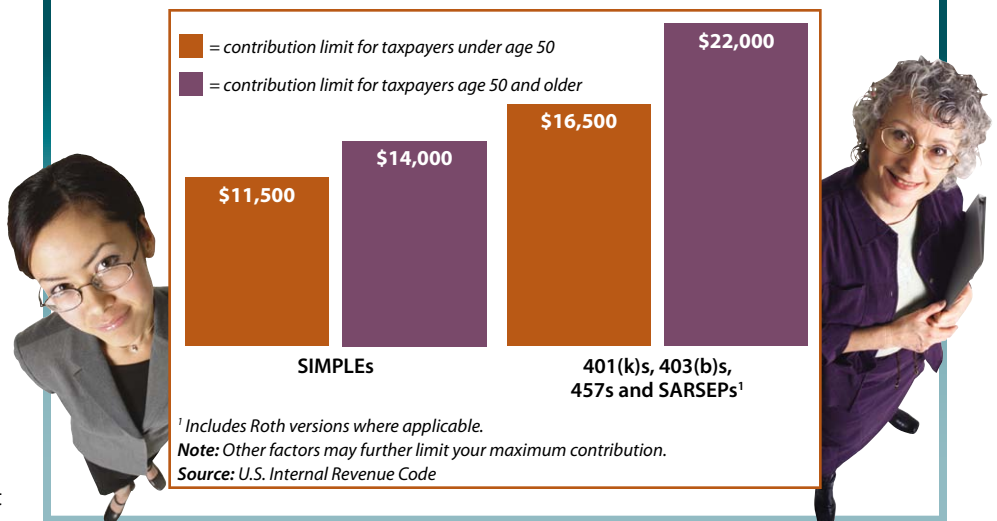 = contribution limit for taxpayers under age 50
= contribution limit for taxpayers age 50 and older
$11,500
$14,000
$16,500
$22,000
SIMPLEs
401(k)s, 403(b)s,
457s and SARSEPs¹
¹ Includes Roth versions where applicable.
Note: Other factors may further limit your maximum contribution.
Source: U.S. Internal Revenue Code